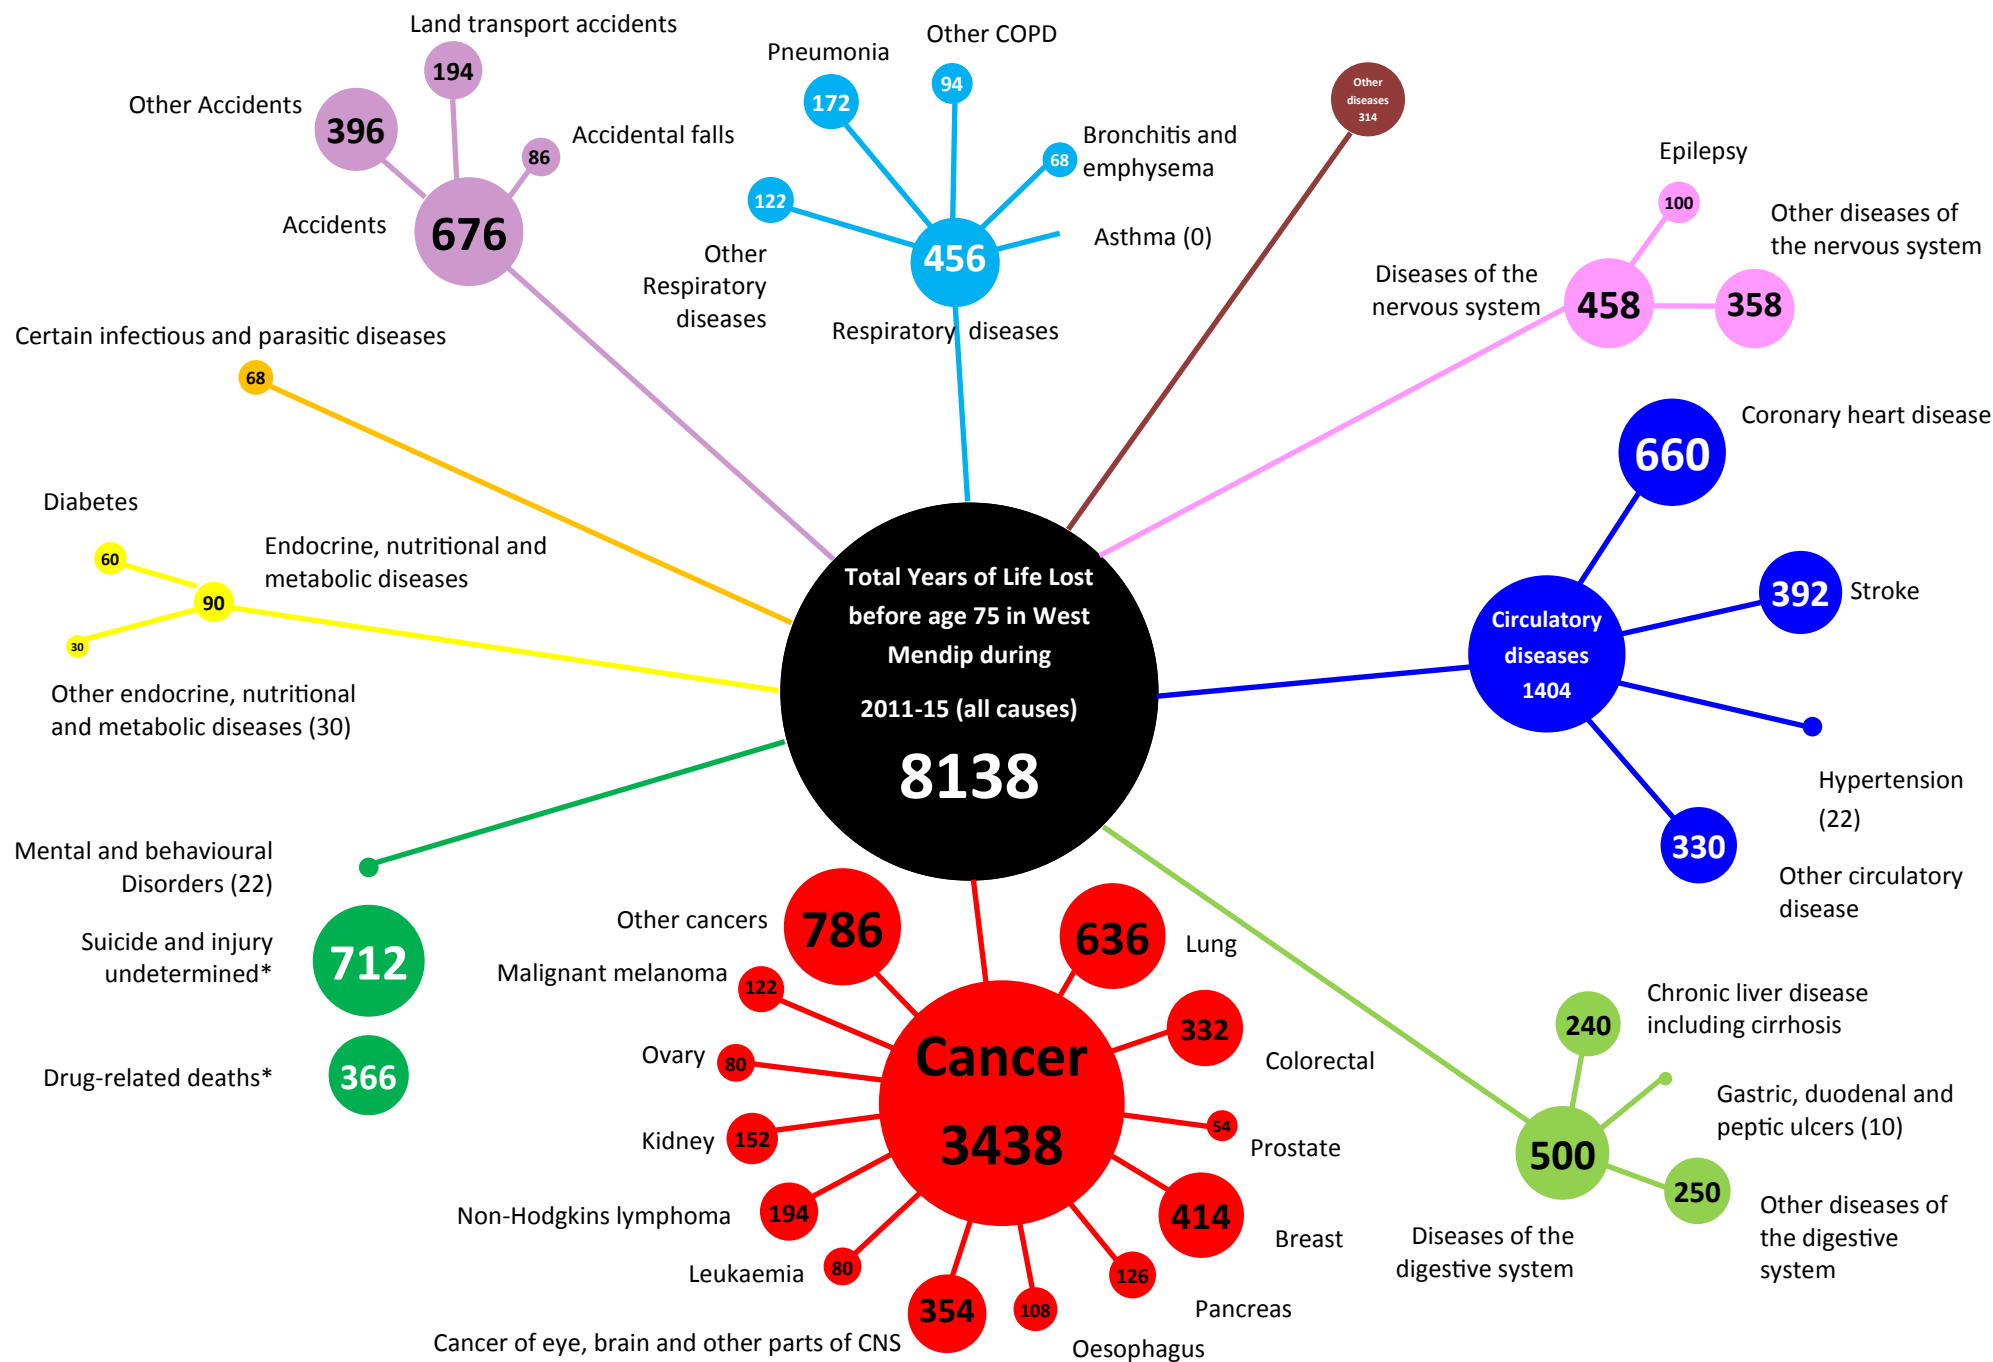 Land transport accidents
194
Other Accidents
396
86
Accidental falls
Accidents
676
Pneumonia
172
Other COPD
94
Bronchitis and
emphysema
68
122
Other
Respiratory
diseases
456
Asthma (0)
Respiratory diseases
Other
diseases
314
Epilepsy
100
Other diseases of
the nervous system
Diseases of the
nervous system
458
358
Certain infectious and parasitic diseases
68
Coronary heart disease
660
Diabetes
60
Endocrine, nutritional and
metabolic diseases
90
30
Other endocrine, nutritional
and metabolic diseases (30)
Total Years of Life Lost
before age 75 in West
Mendip during
2011-15 (all causes)
8138
Circulatory
diseases
1404
392
Stroke
Hypertension
(22)
330
Other circulatory
disease
Mental and behavioural
Disorders (22)
Suicide and injury
undetermined*
712
Drug-related deaths*
366
Other cancers
786
636
Lung
Malignant melanoma
122
332
Colorectal
Ovary
80
Cancer
3438
Kidney
152
54
Prostate
Non-Hodgkins lymphoma
194
414
Breast
Leukaemia
80
126
Pancreas
354
Cancer of eye, brain and other parts of CNS
108
Oesophagus
240
Chronic liver disease
including cirrhosis
Gastric, duodenal and
peptic ulcers (10)
500
250
Diseases of the
digestive system
Other diseases of
the digestive
system